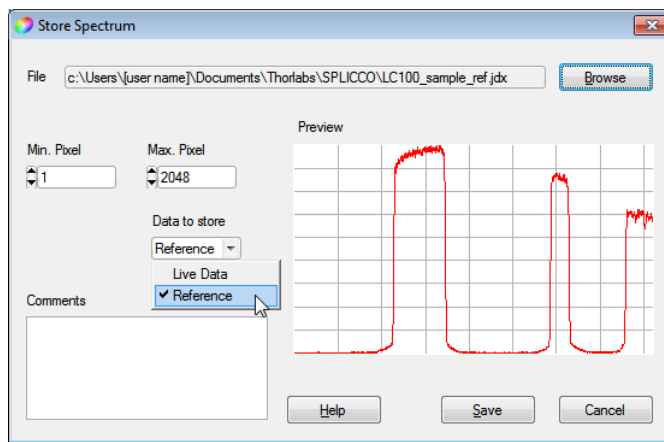 Store Spectrum
File c:\Users\[user name]\Documents\Thorlabs\SPLICCO\LC100_sample_ref.jdx Browse
Preview
Min. Pixel Max. Pixel
1 2048
Data to store
Reference
Live Data
Reference
Comments
Help Save Cancel